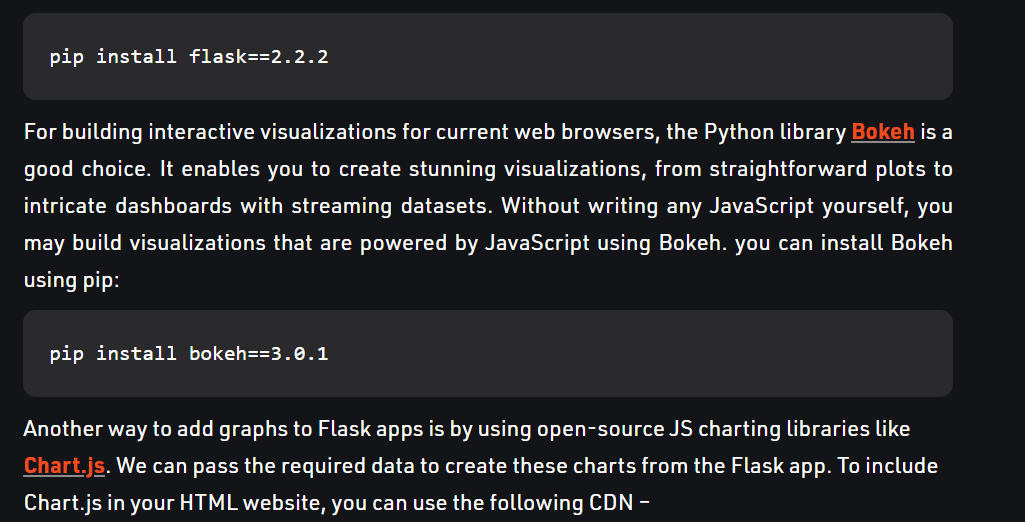 pip install flask==2.2.2
For building interactive visualizations for current web browsers, the Python library Bokeh is a
good choice. It enables you to create stunning visualizations, from straightforward plots to
intricate dashboards with streaming datasets. Without writing any JavaScript yourself, you
may build visualizations that are powered by JavaScript using Bokeh. you can install Bokeh
using pip:
pip install bokeh==3.0.1
Another way to add graphs to Flask apps is by using open-source JS charting libraries like
Chart.js. We can pass the required data to create these charts from the Flask app. To include
Chart.js in your HTML website, you can use the following CDN –